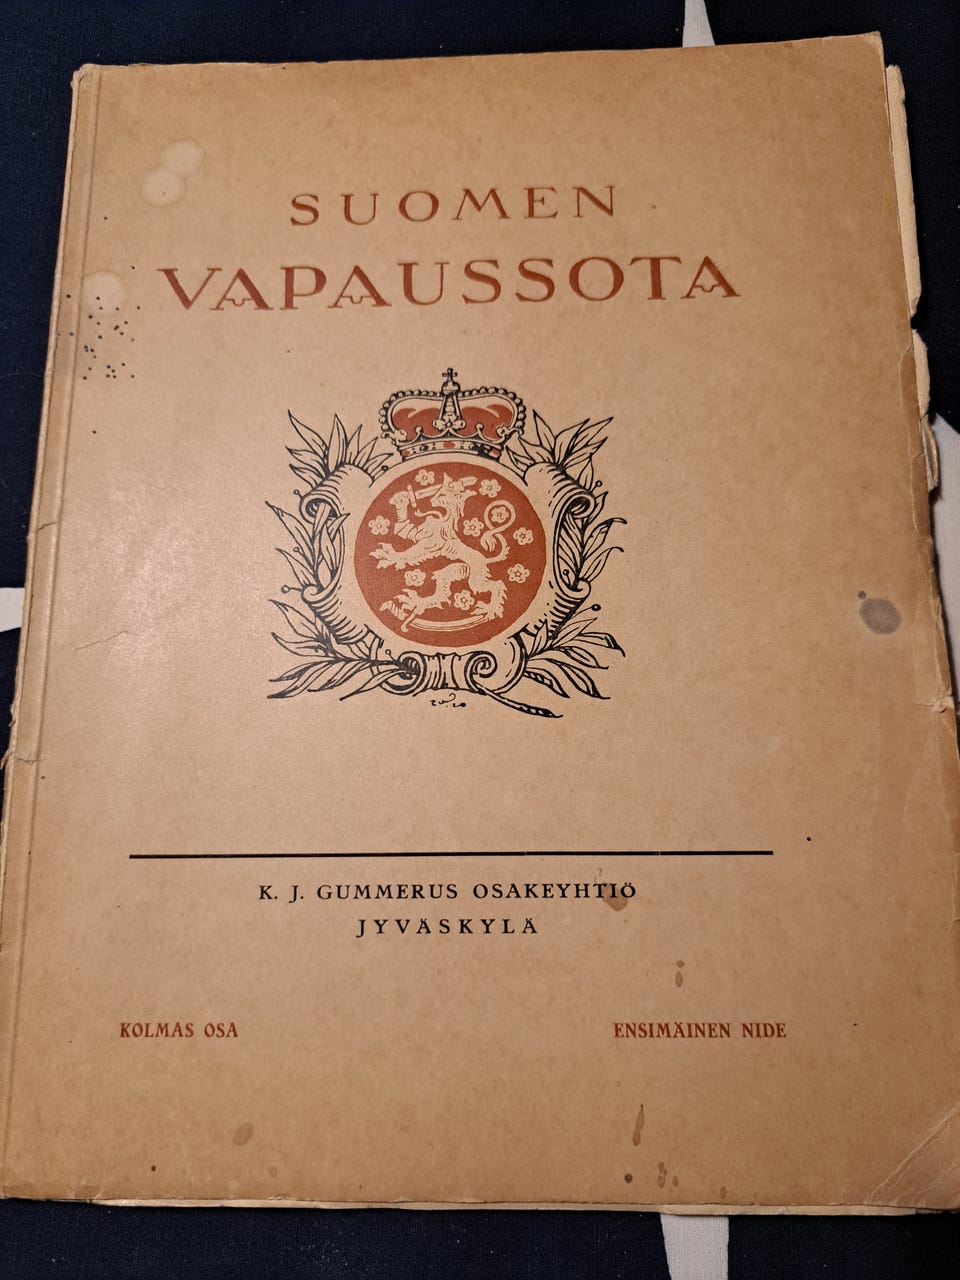 SUOMEN
VAPAUSSOTA
K. J. GUMMERUS OSAKEYHTIÖ
JYVÄSKYLÄ
KOLMAS OSA
ENSIMÄINEN NIDE